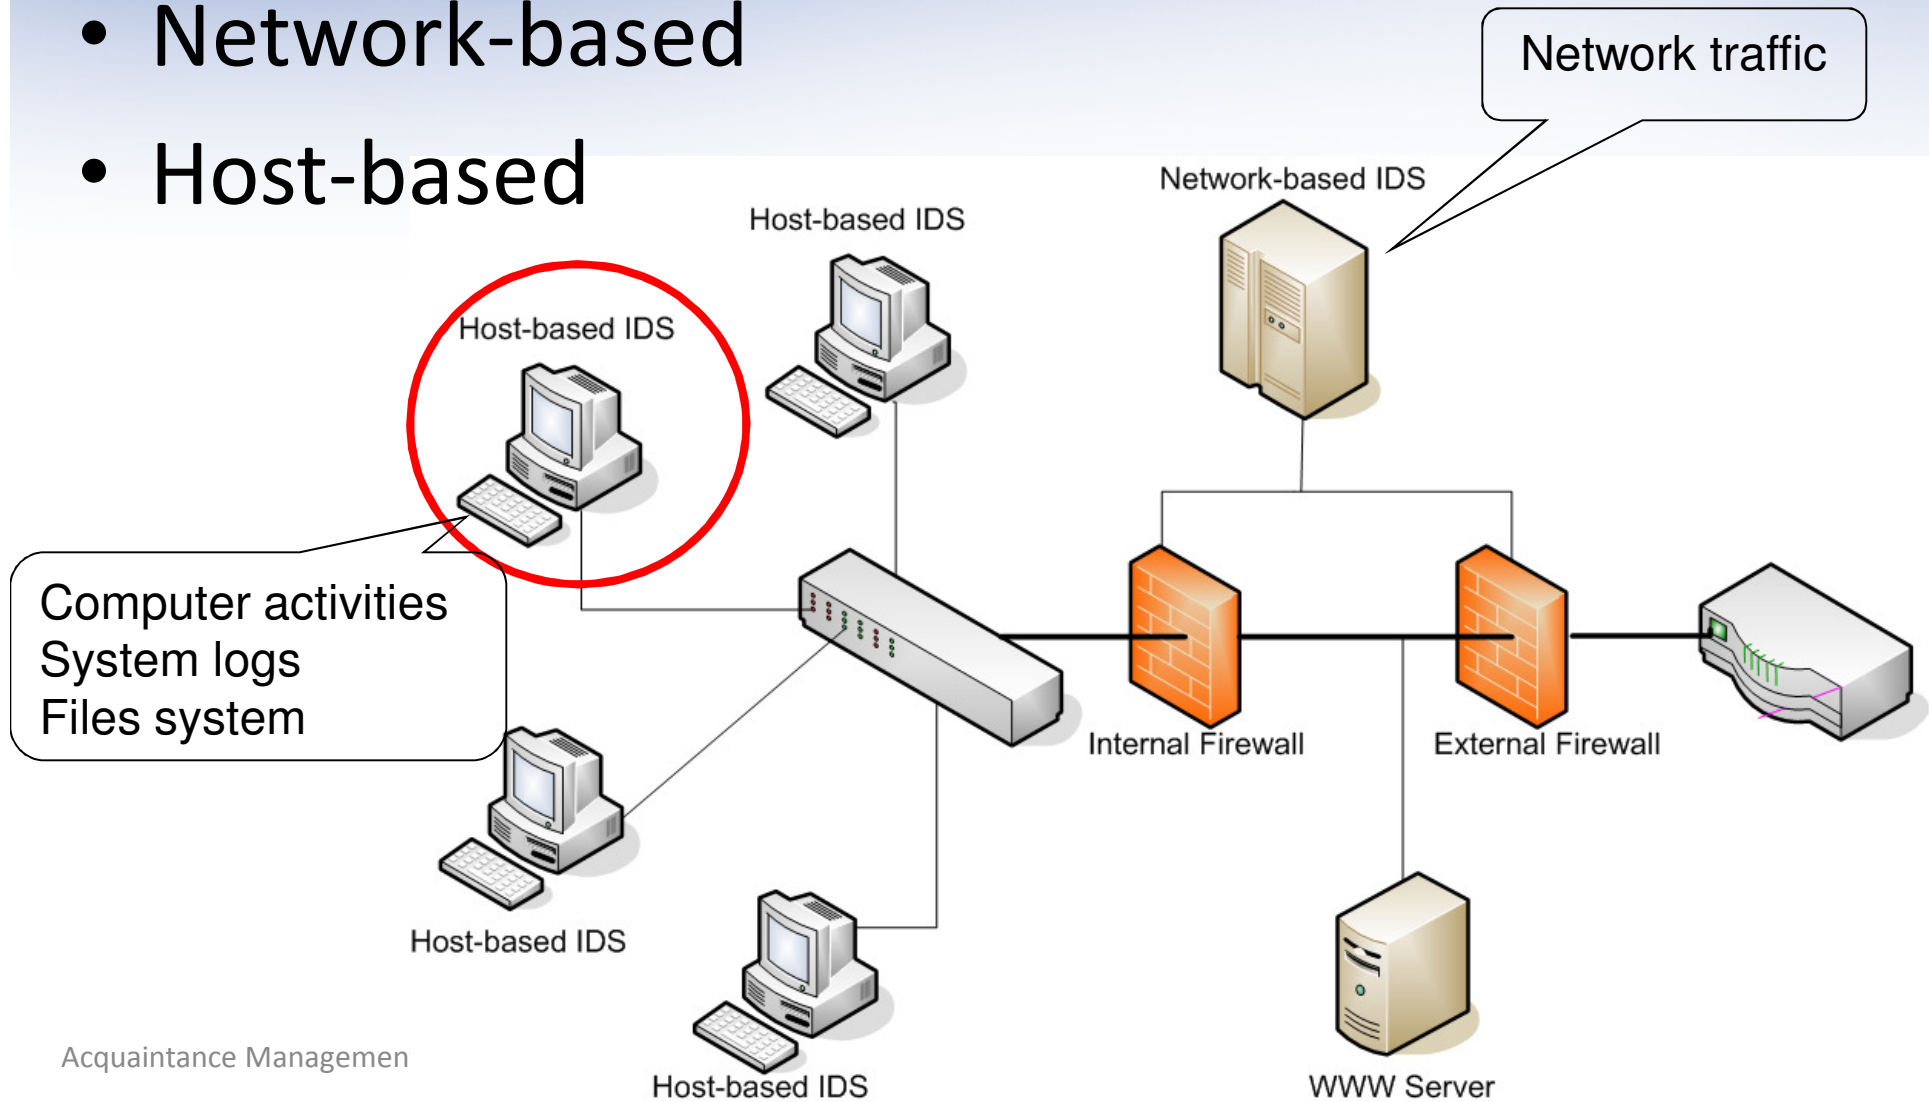 • Network-based
• Host-based
Network traffic
Network-based IDS
Host-based IDS
Host-based IDS
Computer activities
System logs
Files system
Internal Firewall
External Firewall
Host-based IDS
Host-based IDS
WWW Server
Acquaintance Managemen